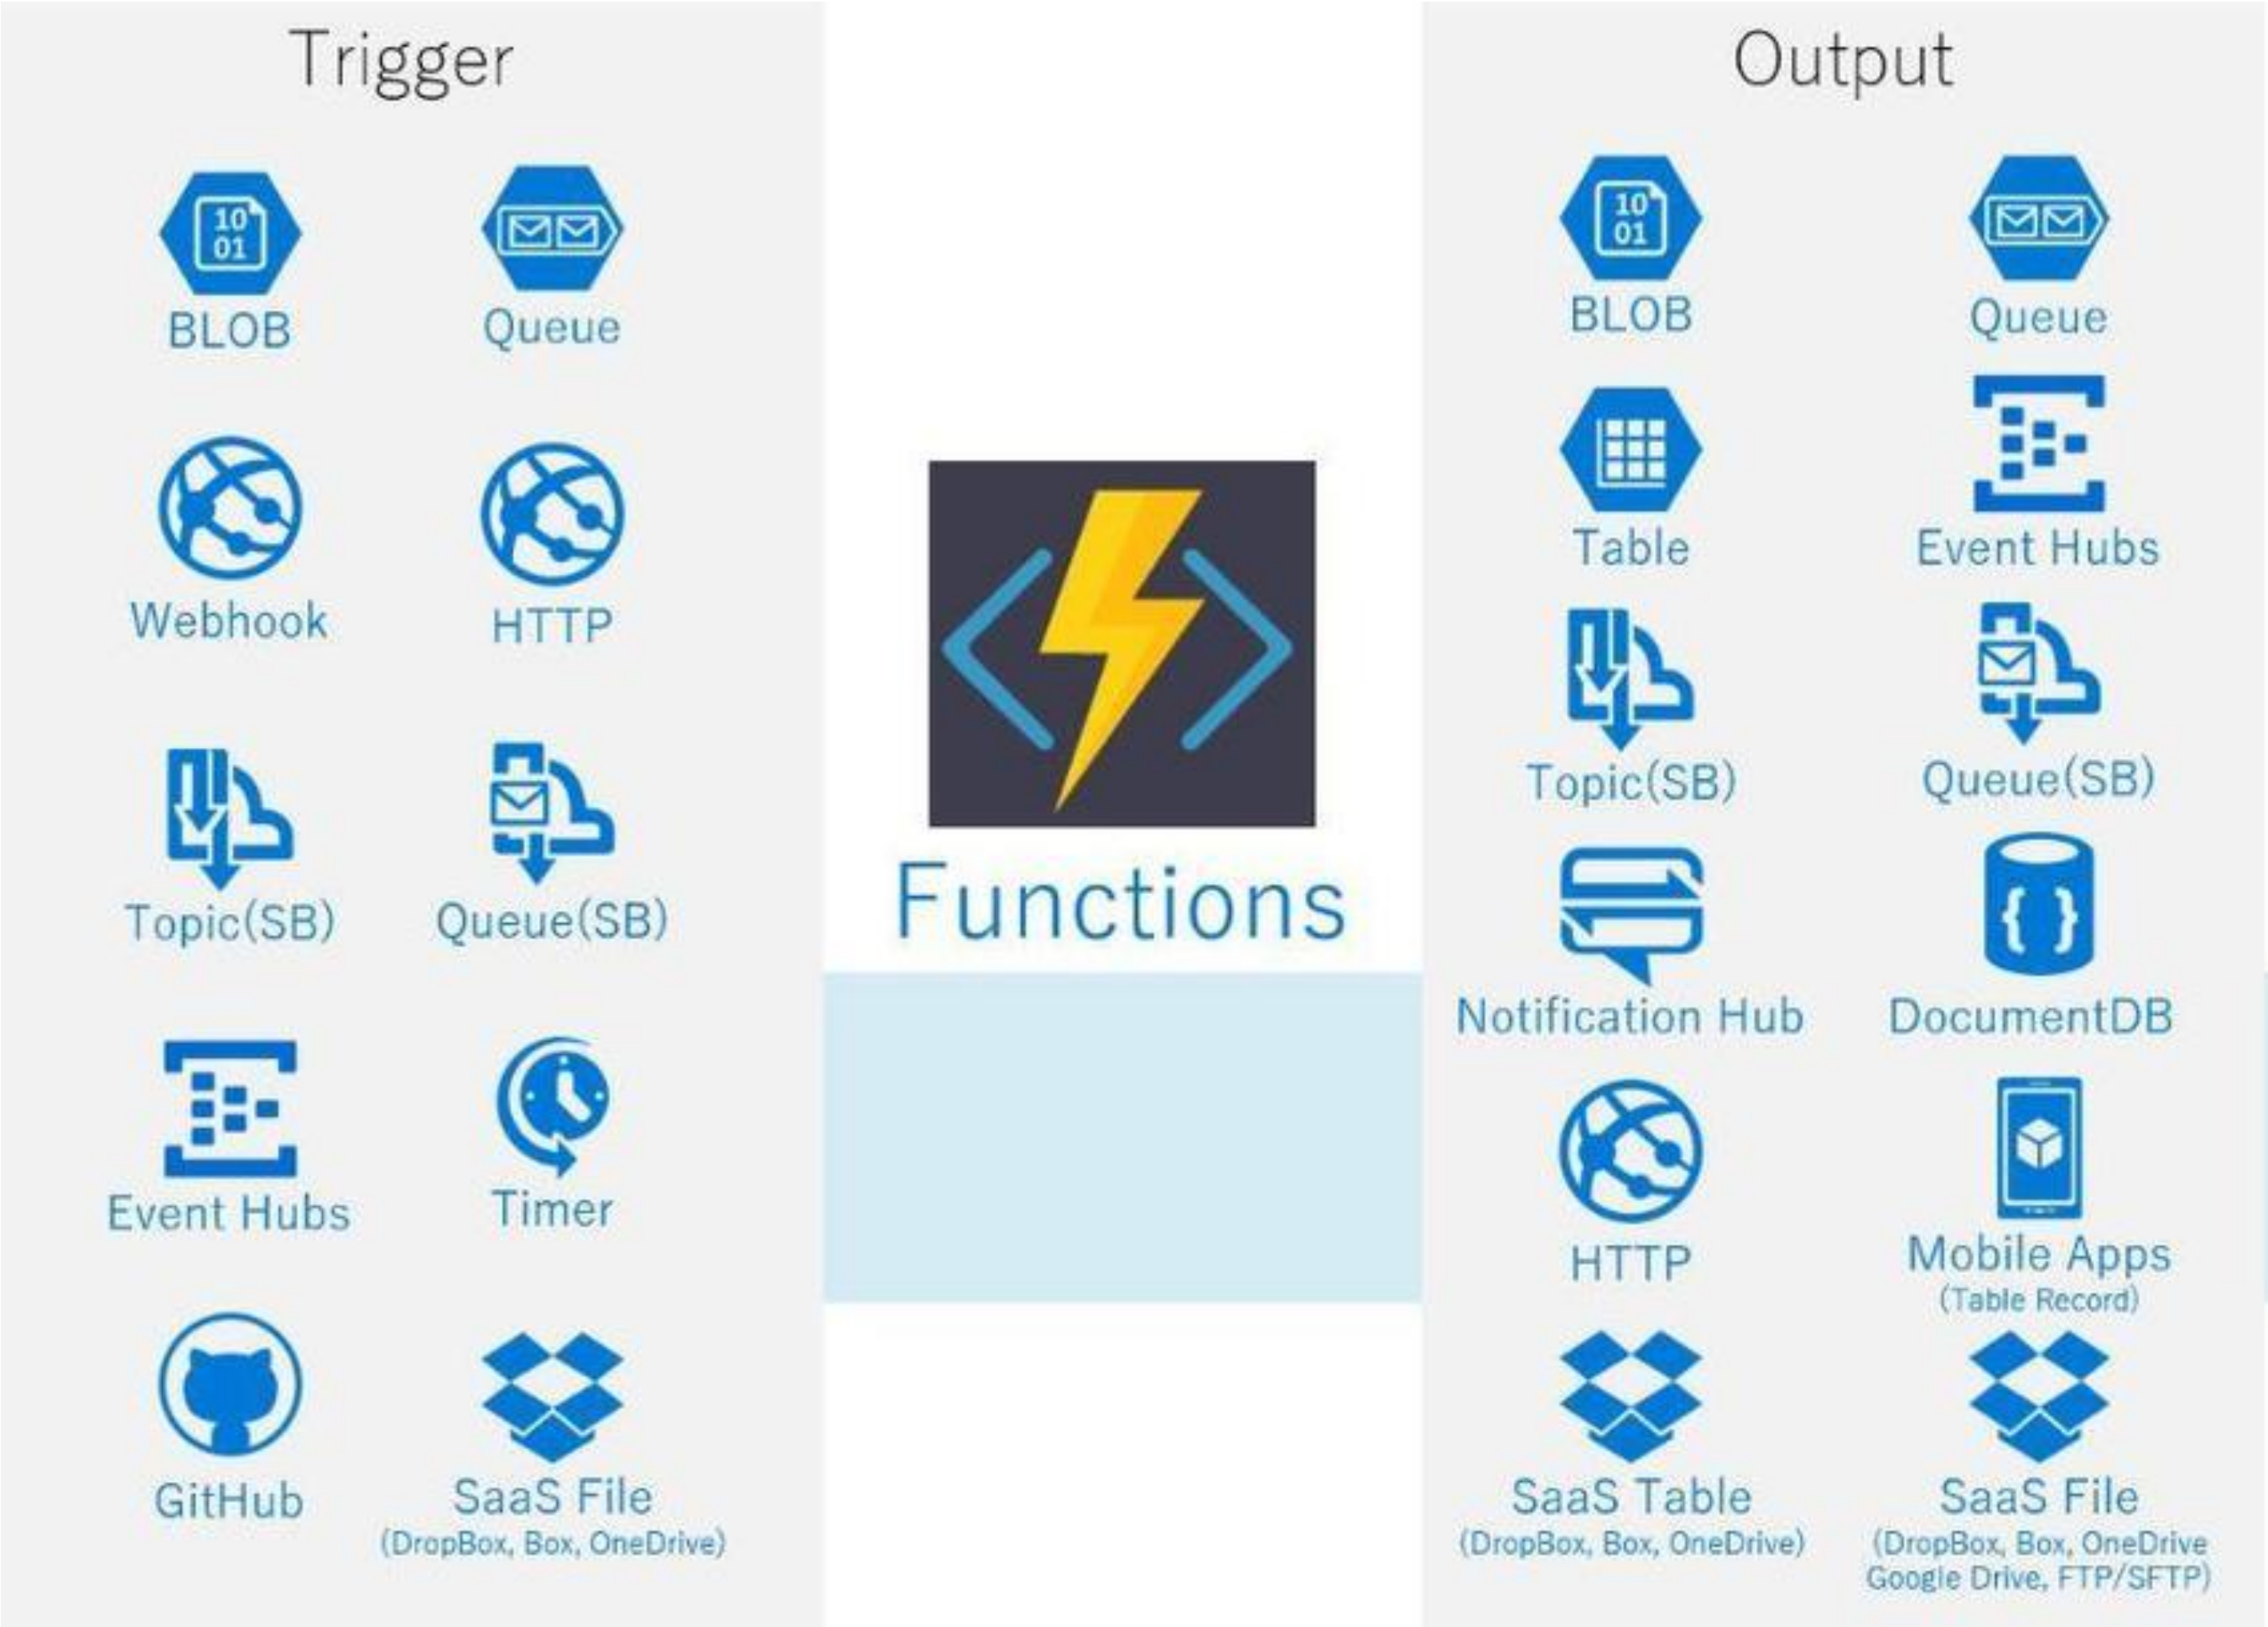 Trigger
10
01
BLOB
Queue
Webhook
HTTP
Topic(SB)
Queue(SB)
Event Hubs
Timer
GitHub
SaaS File
(DropBox, Box, OneDrive)
Functions
Output
10
01
BLOB
Queue
Table
Event Hubs
Topic(SB)
Queue(SB)
Notification Hub
{ }
DocumentDB
HTTP
Mobile Apps
(Table Record)
SaaS Table
(DropBox, Box, OneDrive)
SaaS File
(DropBox, Box, OneDrive
Google Drive, FTP/SFTP)